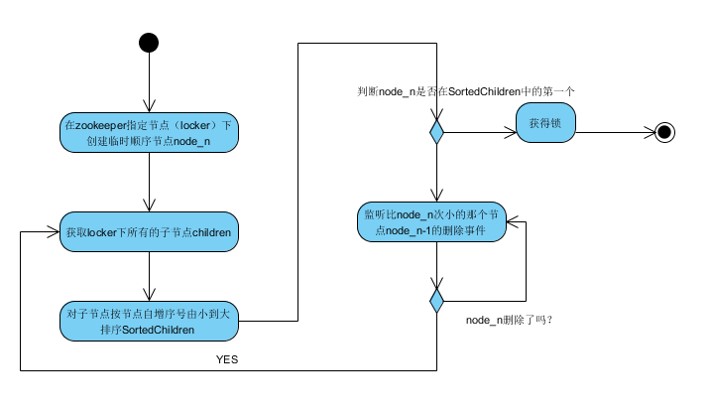 在zookeeper指定节点（locker）下
创建临时顺序节点node_n
获取locker下所有的子节点children
对子节点按节点自增序号由小到大
排序SortedChildren
判断node_n是否在SortedChildren中的第一个
获得锁
监听比node_n次小的那个节
点node_n-1的删除事件
node_n删除了吗？
YES